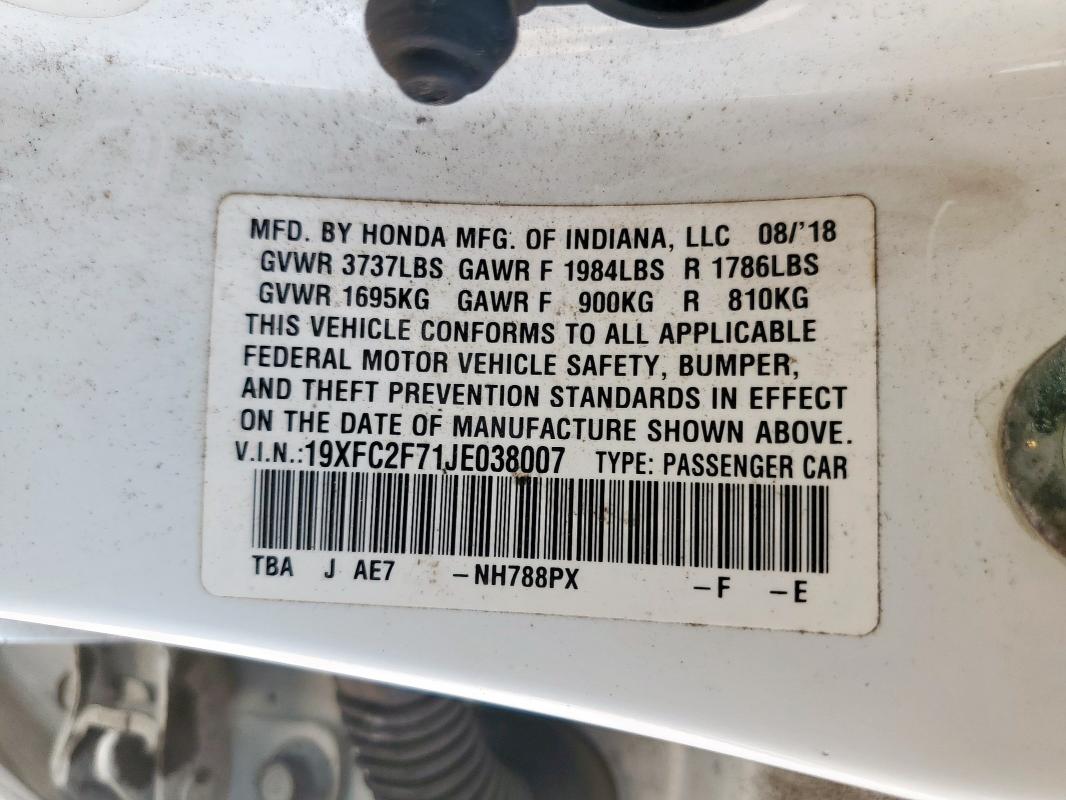 MFD. BY HONDA MFG. OF INDIANA, LLC 08/'18
GVWR 3737LBS GAWR F 1984LBS R 1786LBS
GVWR 1695KG GAWR F 900KG R 810KG
THIS VEHICLE CONFORMS TO ALL APPLICABLE
FEDERAL MOTOR VEHICLE SAFETY, BUMPER,
AND THEFT PREVENTION STANDARDS IN EFFECT
ON THE DATE OF MANUFACTURE SHOWN ABOVE.
V.I.N.:19XFC2F71JE038007 TYPE: PASSENGER CAR
TBA J AE7 -NH788PX -F -E